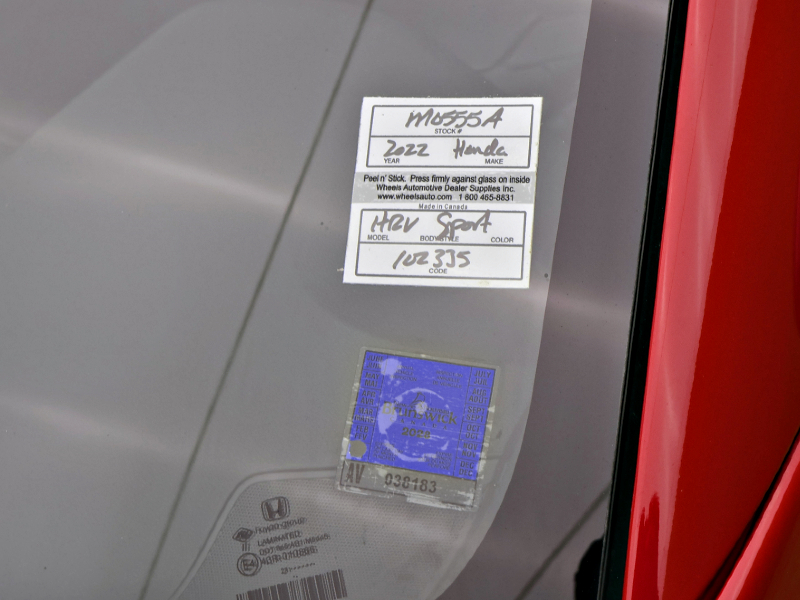 M0555A
STOCK #
2022 Honda
YEAR MAKE
Peel n' Stick. Press firmly against glass on inside
Wheels Automotive Dealer Supplies Inc.
www.wheelsauto.com 1 800 465-8831
Made in Canada
HRV Sport
MODEL BODY STYLE COLOR
102335
CODE
AV 038183
LAMINATED